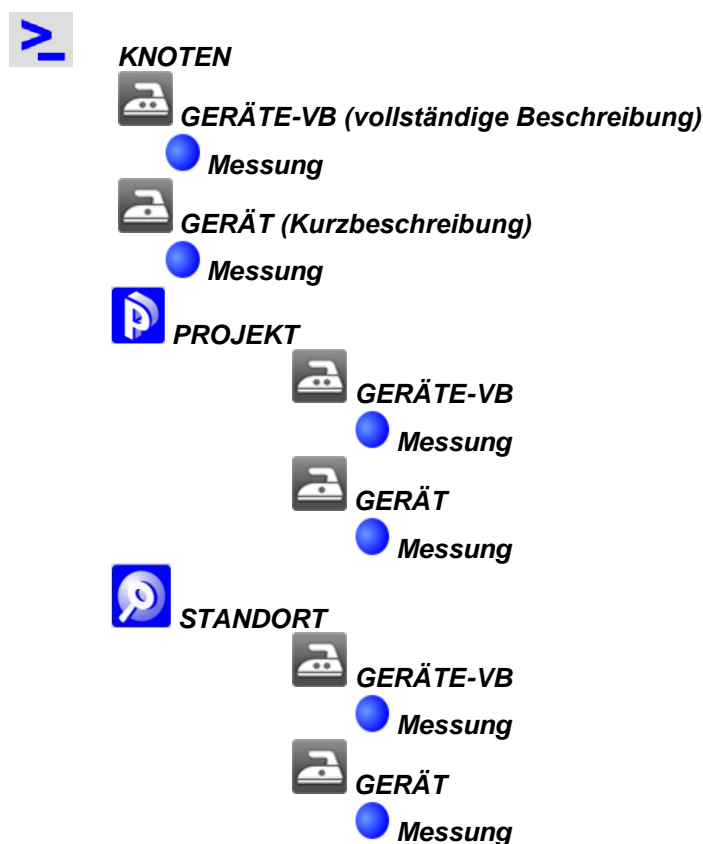 >_
KNOTEN
GERÄTE-VB (vollständige Beschreibung)
Messung
GERÄT (Kurzbeschreibung)
Messung
PROJEKT
GERÄTE-VB
Messung
GERÄT
Messung
STANDORT
GERÄTE-VB
Messung
GERÄT
Messung